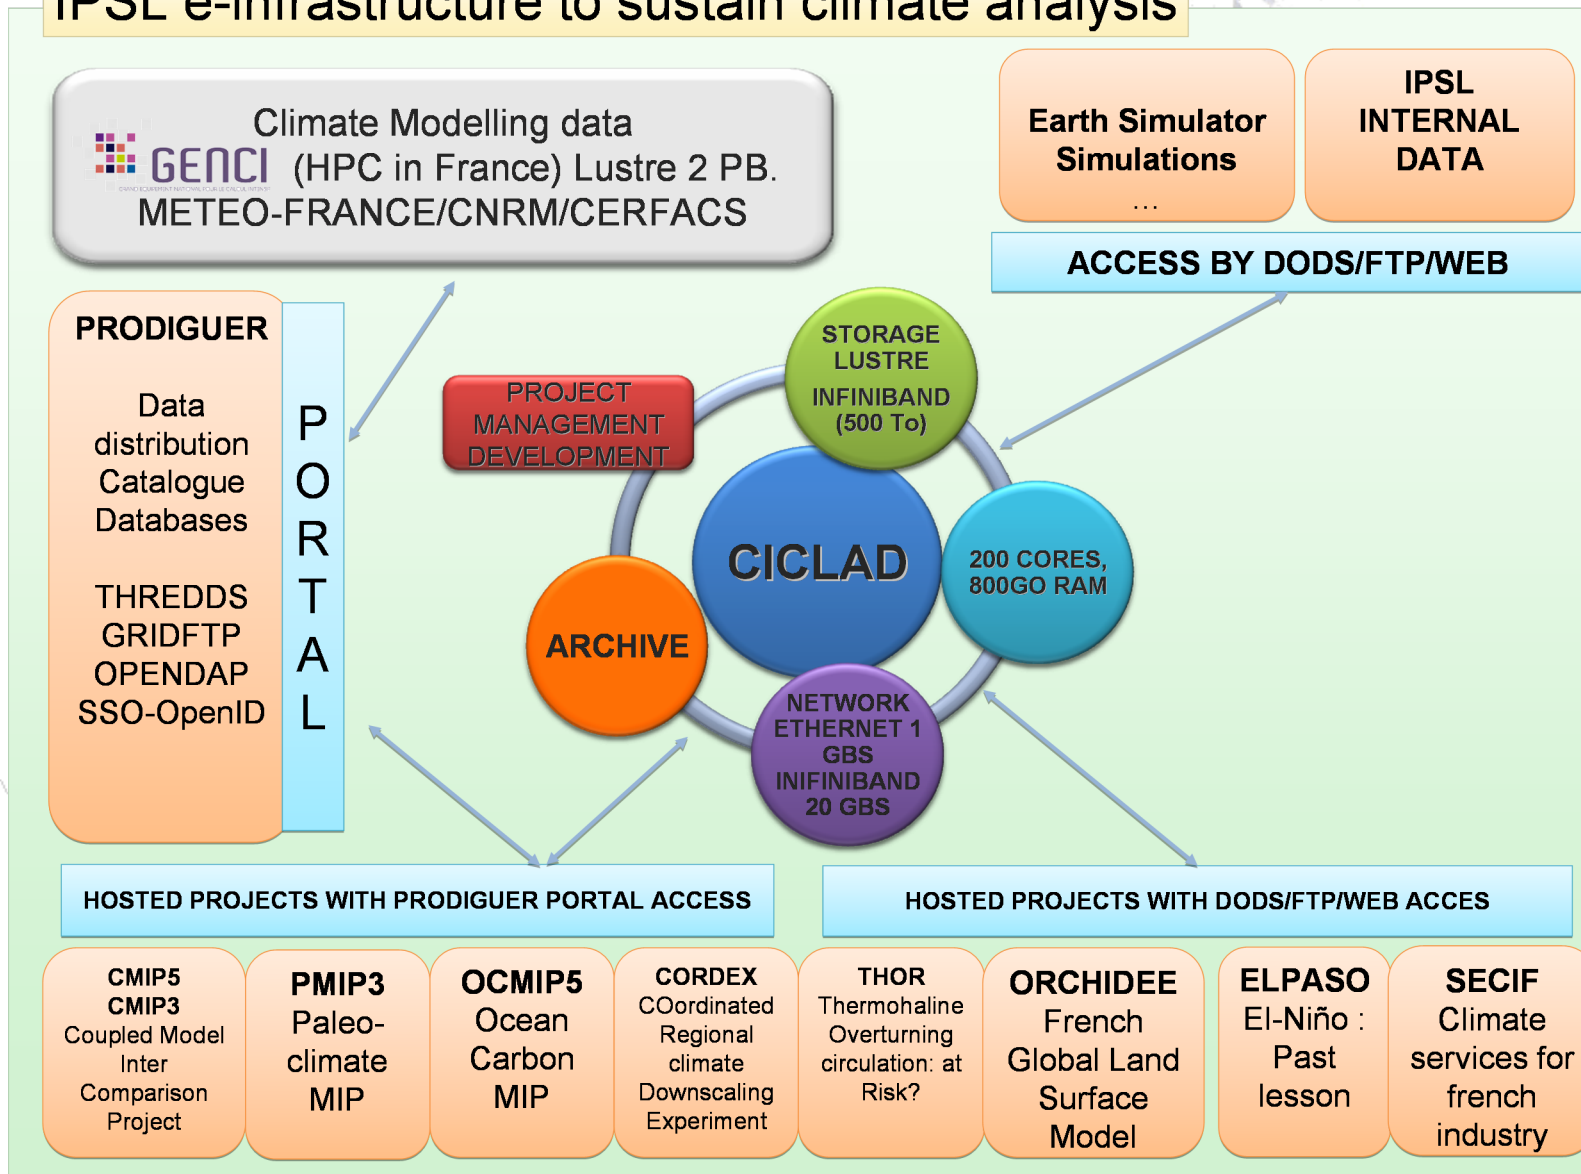 IPSL e-infrastructure to sustain climate analysis
Climate Modelling data
GENCI
(HPC in France) Lustre 2 PB.
METEO-FRANCE/CNRM/CERFACS
Earth Simulator
Simulations
...
IPSL
INTERNAL
DATA
ACCESS BY DODS/FTP/WEB
PRODIGUER
Data
distribution
Catalogue
Databases
THREDDS
GRIDFTP
OPENDAP
SSO-OpenID
P
O
R
T
A
L
PROJECT
MANAGEMENT
DEVELOPMENT
STORAGE
LUSTRE
INFINIBAND
(500 To)
CICLAD
200 CORES,
800GO RAM
ARCHIVE
NETWORK
ETHERNET 1
GBS
INIFINIBAND
20 GBS
HOSTED PROJECTS WITH PRODIGUER PORTAL ACCESS
HOSTED PROJECTS WITH DODS/FTP/WEB ACCES
CMIP5
CMIP3
Coupled Model
Inter
Comparison
Project
PMIP3
Paleo-
climate
MIP
OCMIP5
Ocean
Carbon
MIP
CORDEX
COordinated
Regional
climate
Downscaling
Experiment
THOR
Thermohaline
Overturning
circulation: at
Risk?
ORCHIDEE
French
Global Land
Surface
Model
ELPASO
El-Niño :
Past
lesson
SECIF
Climate
services for
french
industry